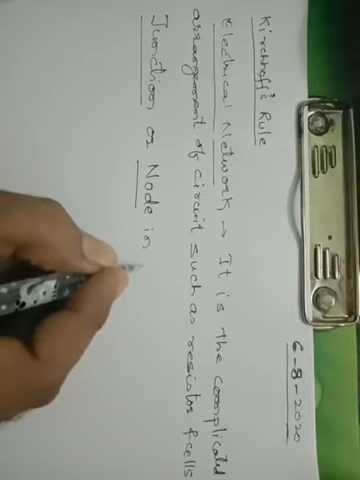 6-8-2020
Kirchhoff's Rule
Electrical Network → It is the complicated
arrangement of circuit such as resistor & cells
Junction or Node in